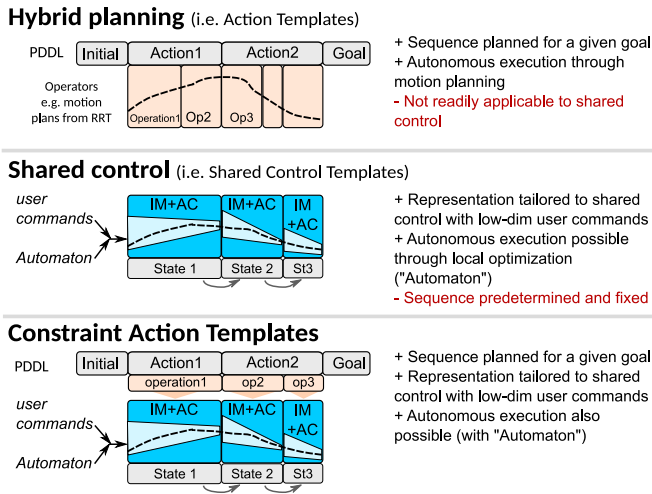 Hybrid planning (i.e. Action Templates)
PDDL Initial Action1 Action2 Goal
Operators
e.g. motion
plans from RRT
Operation1 Op2 Op3
+ Sequence planned for a given goal
+ Autonomous execution through
motion planning
- Not readily applicable to shared
control
Shared control (i.e. Shared Control Templates)
user
commands
Automaton
IM+AC IM+AC IM
+AC
State 1 State 2 St3
+ Representation tailored to shared
control with low-dim user commands
+ Autonomous execution possible
through local optimization
("Automaton")
- Sequence predetermined and fixed
Constraint Action Templates
PDDL Initial Action1 Action2 Goal
operation1 op2 op3
user
commands
Automaton
IM+AC IM+AC IM
+AC
State 1 State 2 St3
+ Sequence planned for a given goal
+ Representation tailored to shared
control with low-dim user commands
+ Autonomous execution also
possible (with "Automaton")